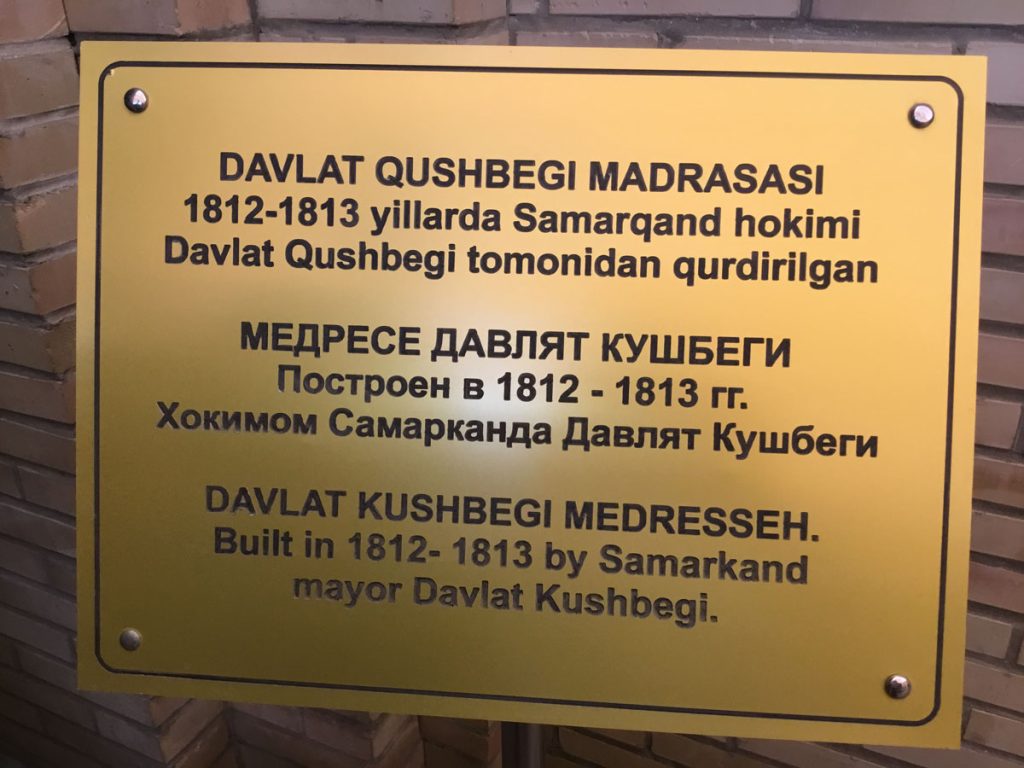 DAVLAT QUSHBEGI MADRASASI
1812-1813 yillarda Samarqand hokimi
Davlat Qushbegi tomonidan qurdirilgan
МЕДРЕСЕ ДАВЛЯТ КУШБЕГИ
Построен в 1812 - 1813 гг.
Хокимом Самарканда Давлят Кушбеги
DAVLAT KUSHBEGI MEDRESSEH.
Built in 1812- 1813 by Samarkand
mayor Davlat Kushbegi.